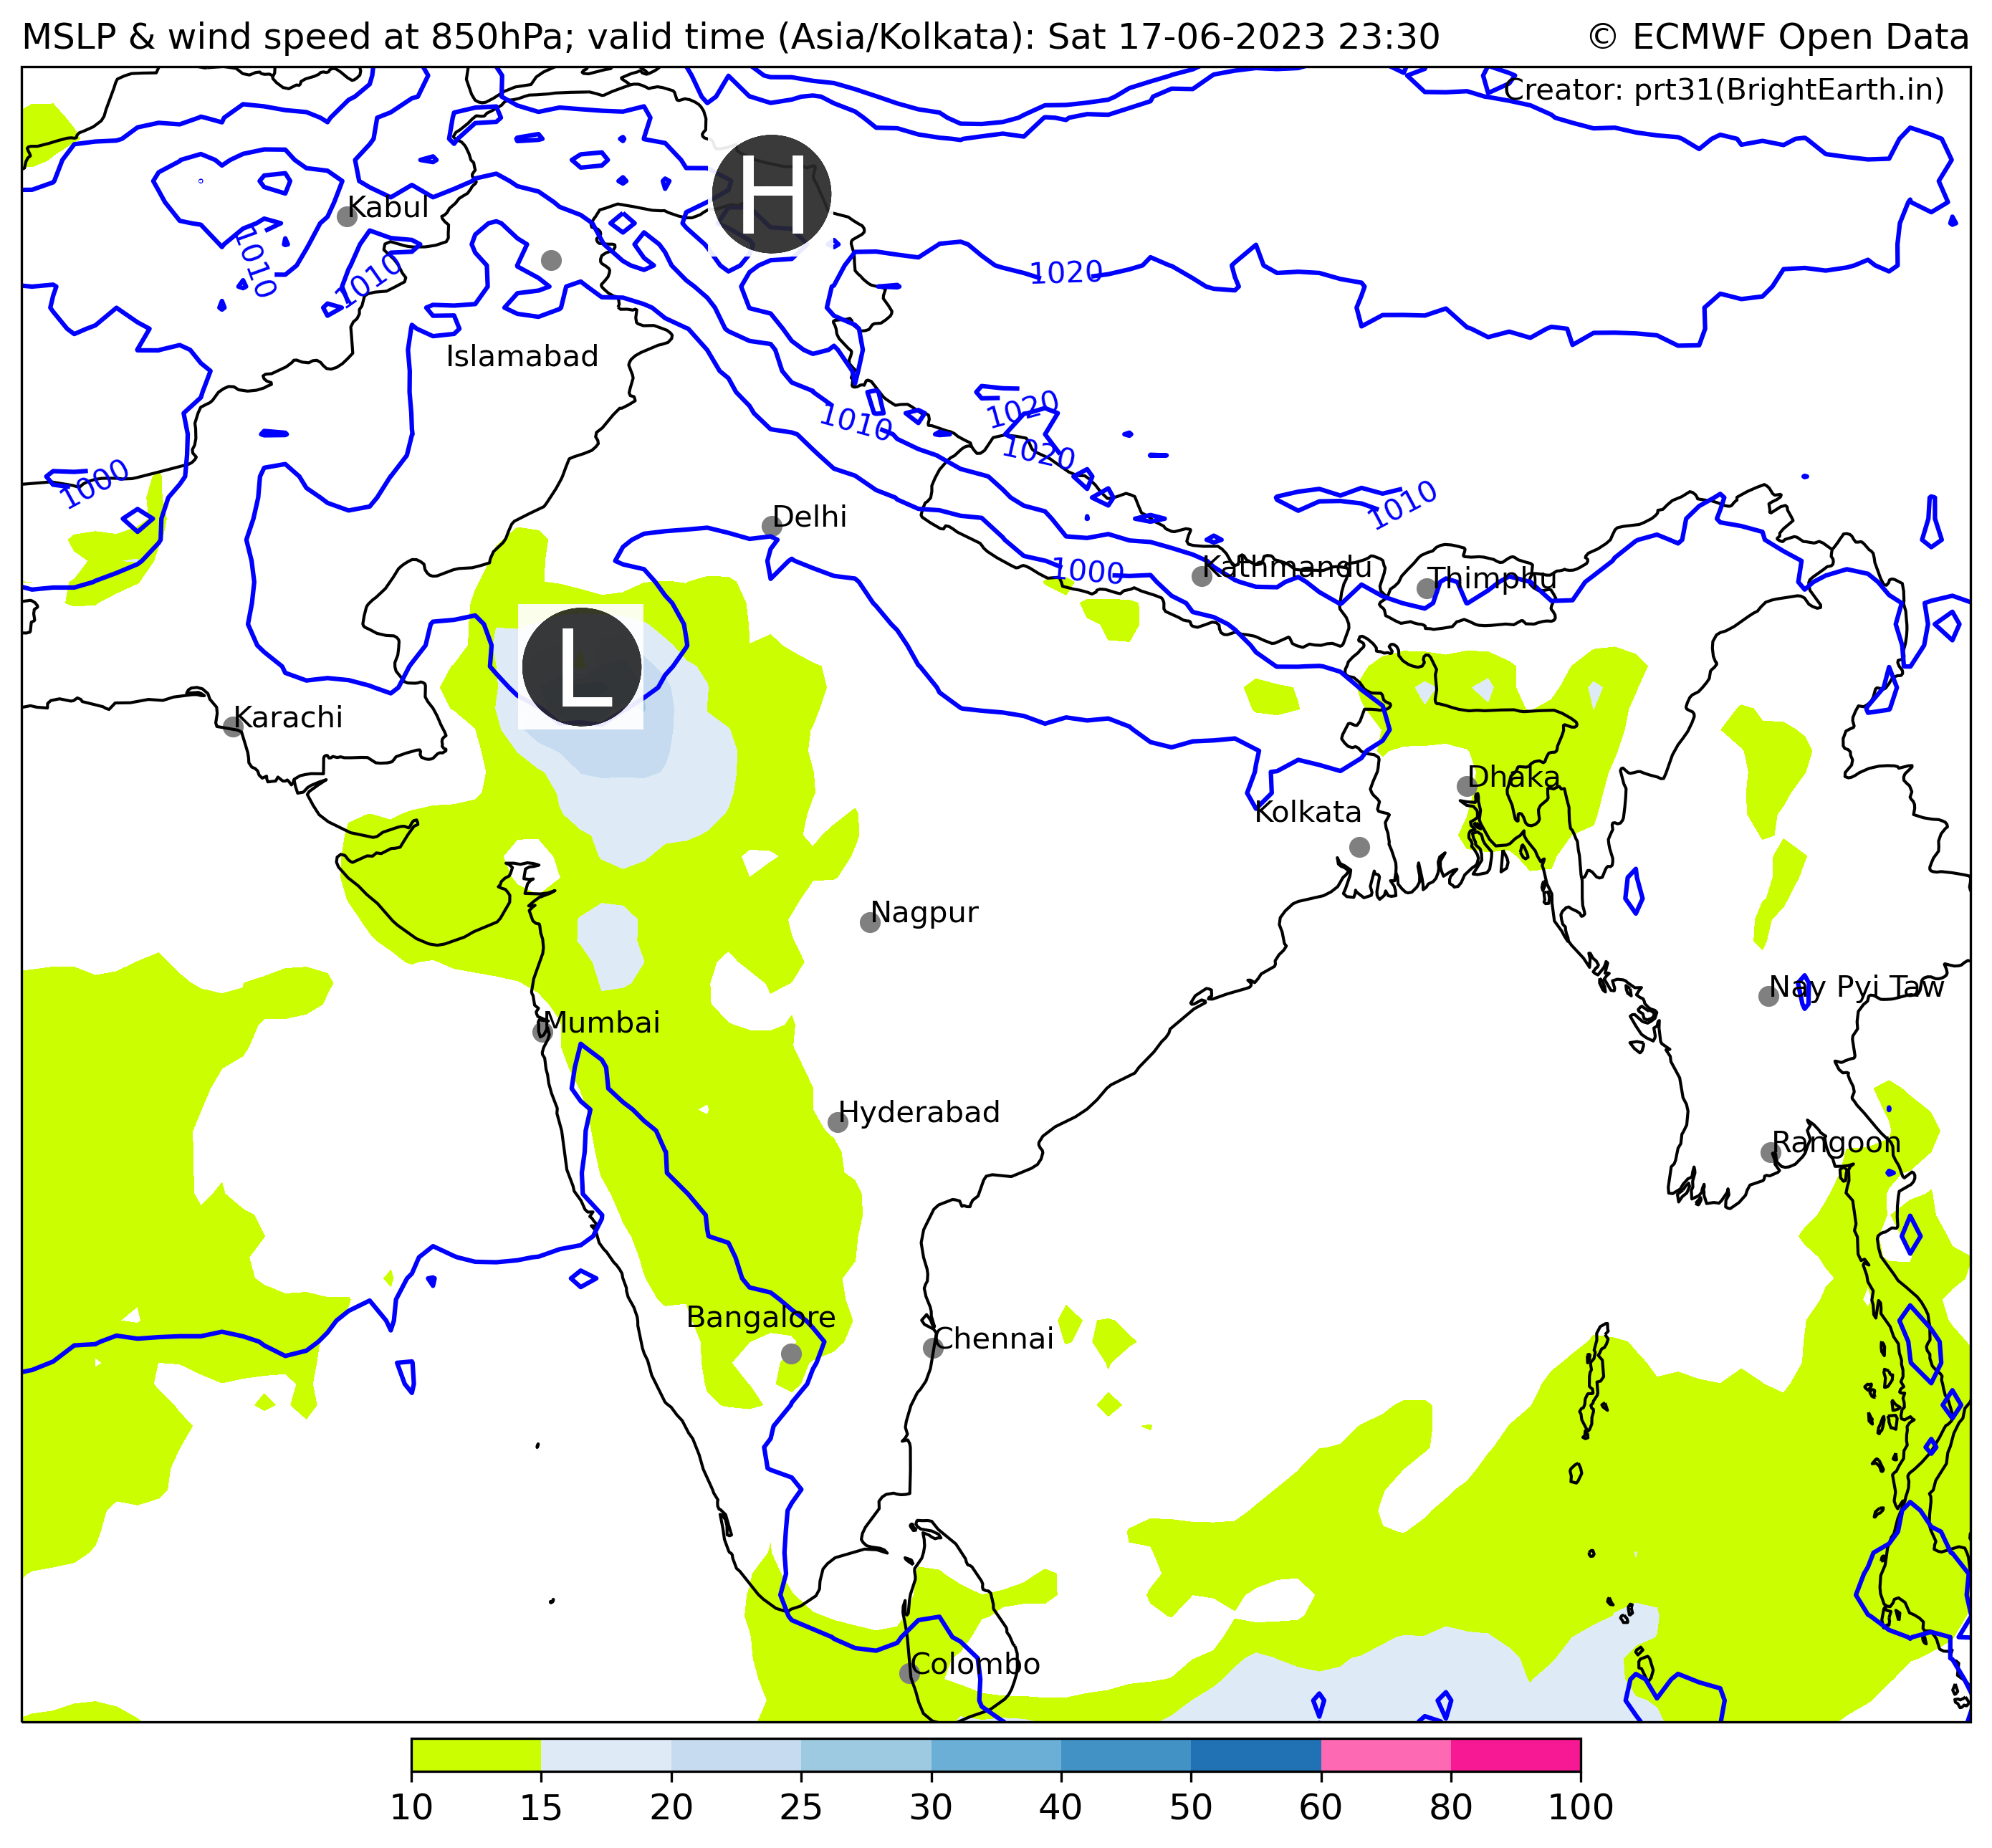 MSLP & wind speed at 850hPa; valid time (Asia/Kolkata): Sat 17-06-2023 23:30
© ECMWF Open Data
Creator: prt31(BrightEarth.in)
H
Kabul
1010
1010
1020
Islamabad
1020
1010
1020
1000
1010
Delhi
1000
Kathmandu
Thimphu
L
Karachi
Dhaka
Kolkata
Nagpur
Nay Pyi Taw
Mumbai
Hyderabad
Rangoon
Bangalore
Chennai
Colombo
10 15 20 25 30 40 50 60 80 100